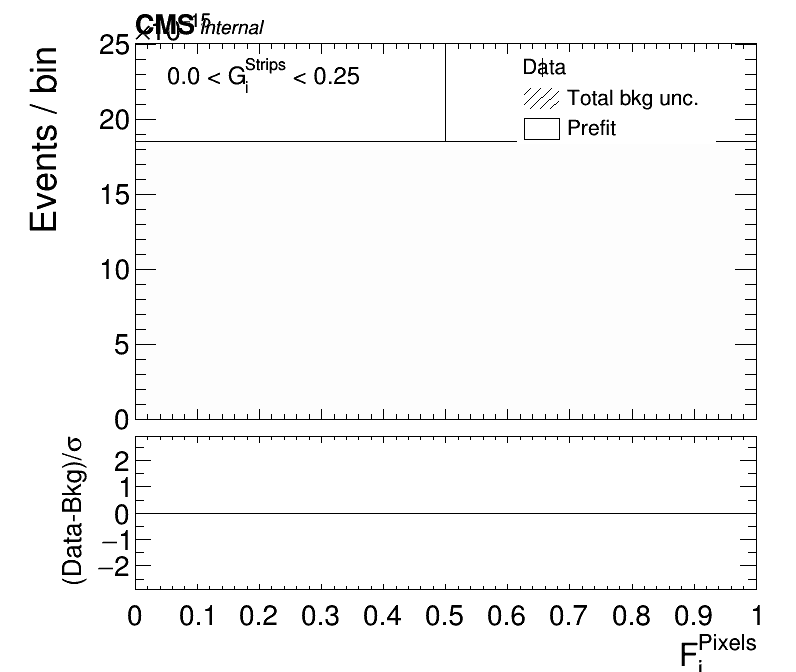 CMS Internal
×10^15
25
0.0 < G_i^Strips < 0.25
Data
Total bkg unc.
Prefit
20
15
10
5
0
Events / bin
2
1
0
−1
−2
(Data-Bkg)/σ
0 0.1 0.2 0.3 0.4 0.5 0.6 0.7 0.8 0.9 1
F_i^Pixels